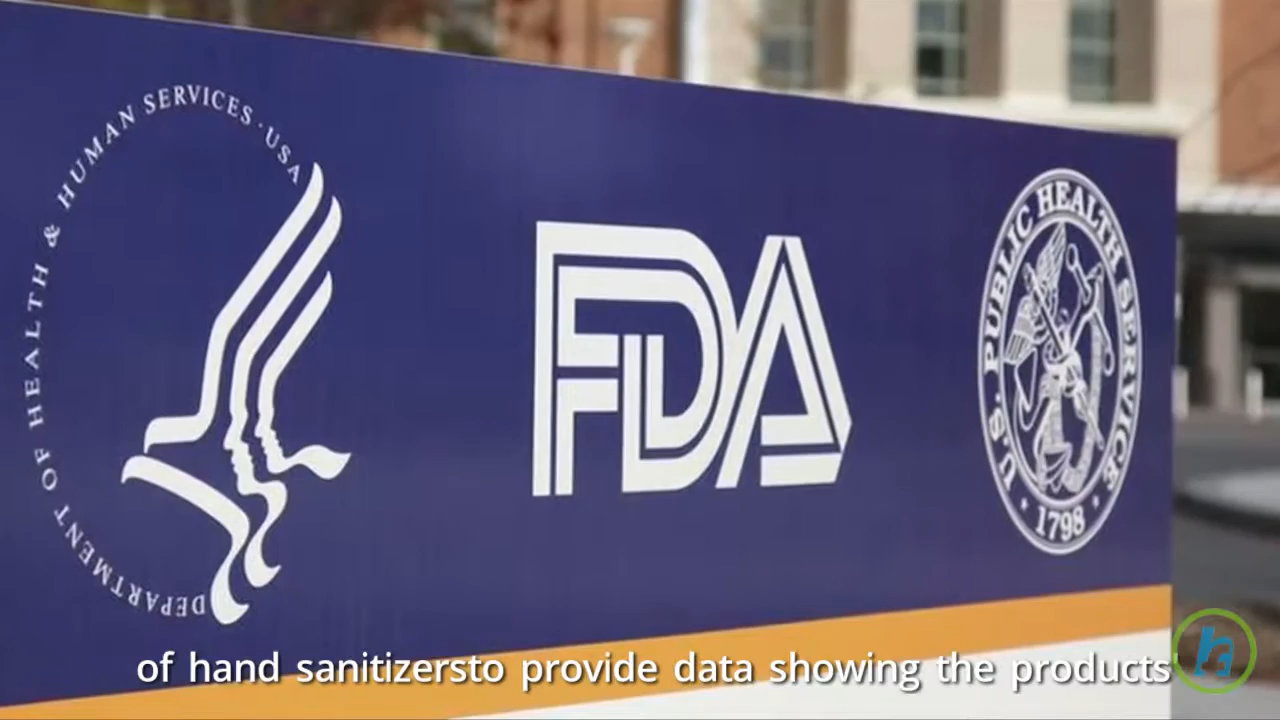 DEPARTMENT OF HEALTH & HUMAN SERVICES · USA
FDA
U.S. PUBLIC HEALTH SERVICE
· 1798 ·
of hand sanitizersto provide data showing the products